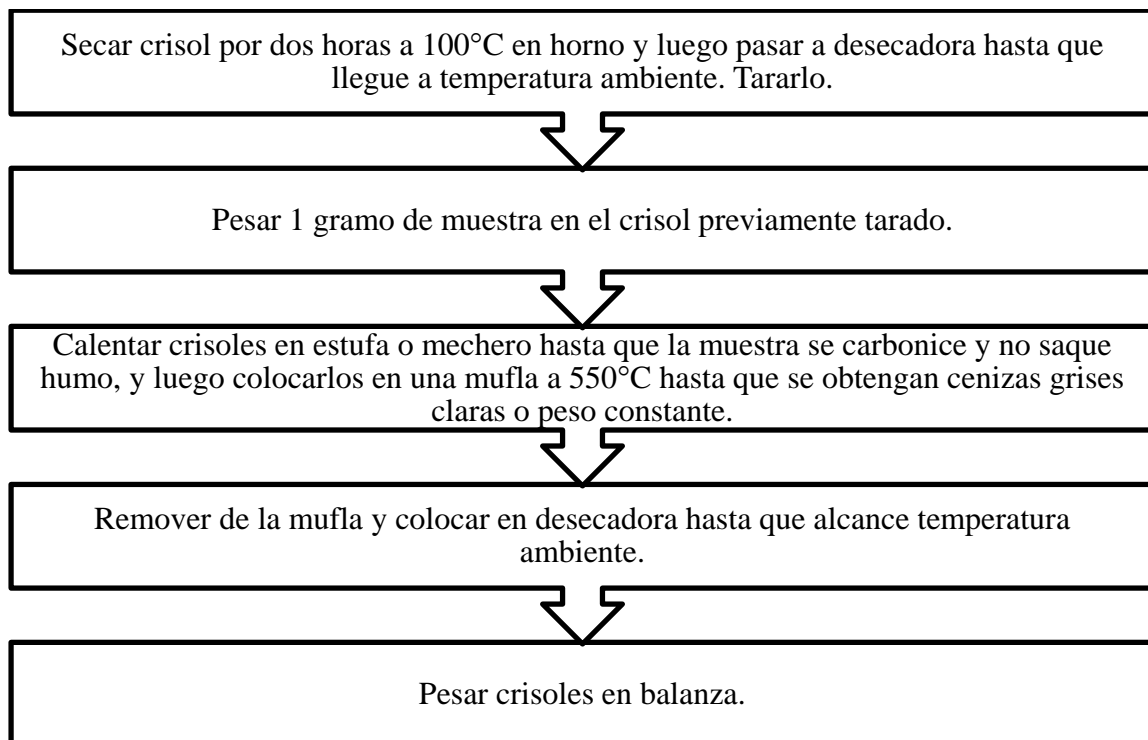 Secar crisol por dos horas a 100°C en horno y luego pasar a desecadora hasta que
llegue a temperatura ambiente. Tararlo.
Pesar 1 gramo de muestra en el crisol previamente tarado.
Calentar crisoles en estufa o mechero hasta que la muestra se carbonice y no saque
humo, y luego colocarlos en una mufla a 550°C hasta que se obtengan cenizas grises
claras o peso constante.
Remover de la mufla y colocar en desecadora hasta que alcance temperatura
ambiente.
Pesar crisoles en balanza.